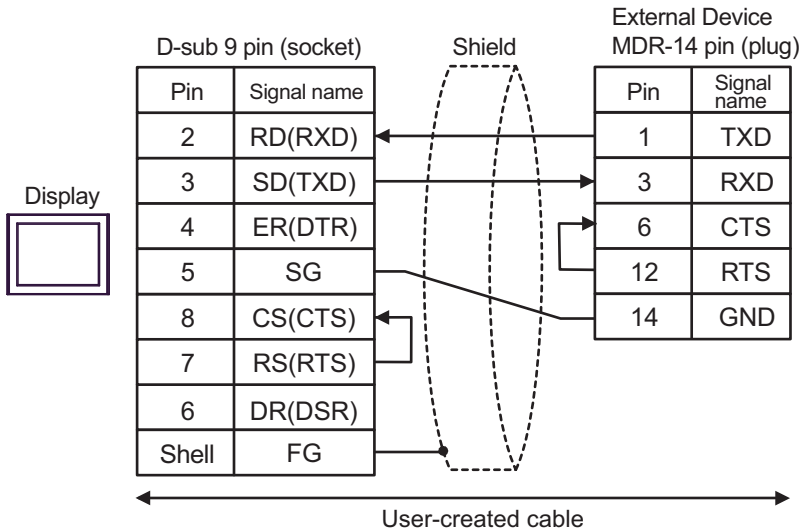 External Device
D-sub 9 pin (socket) Shield MDR-14 pin (plug)
Pin Signal name Pin Signal name
2 RD(RXD) 1 TXD
3 SD(TXD) 3 RXD
Display
4 ER(DTR) 6 CTS
5 SG 12 RTS
8 CS(CTS) 14 GND
7 RS(RTS)
6 DR(DSR)
Shell FG
User-created cable